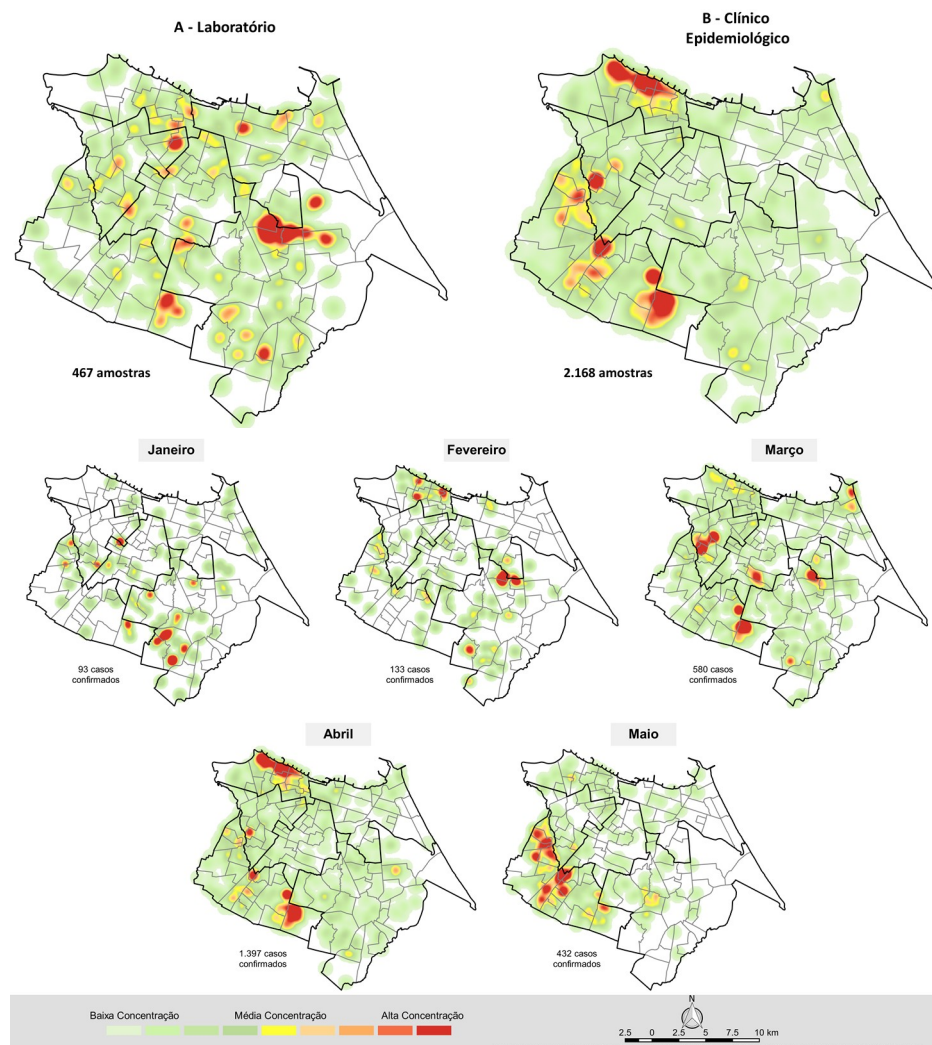 A - Laboratório
B - Clínico
Epidemiológico
467 amostras
2.168 amostras
Janeiro
Fevereiro
Março
93 casos
confirmados
133 casos
confirmados
580 casos
confirmados
Abril
Maio
1.397 casos
confirmados
432 casos
confirmados
Baixa Concentração
Média Concentração
Alta Concentração
N
2.5 0 2.5 5 7.5 10 km